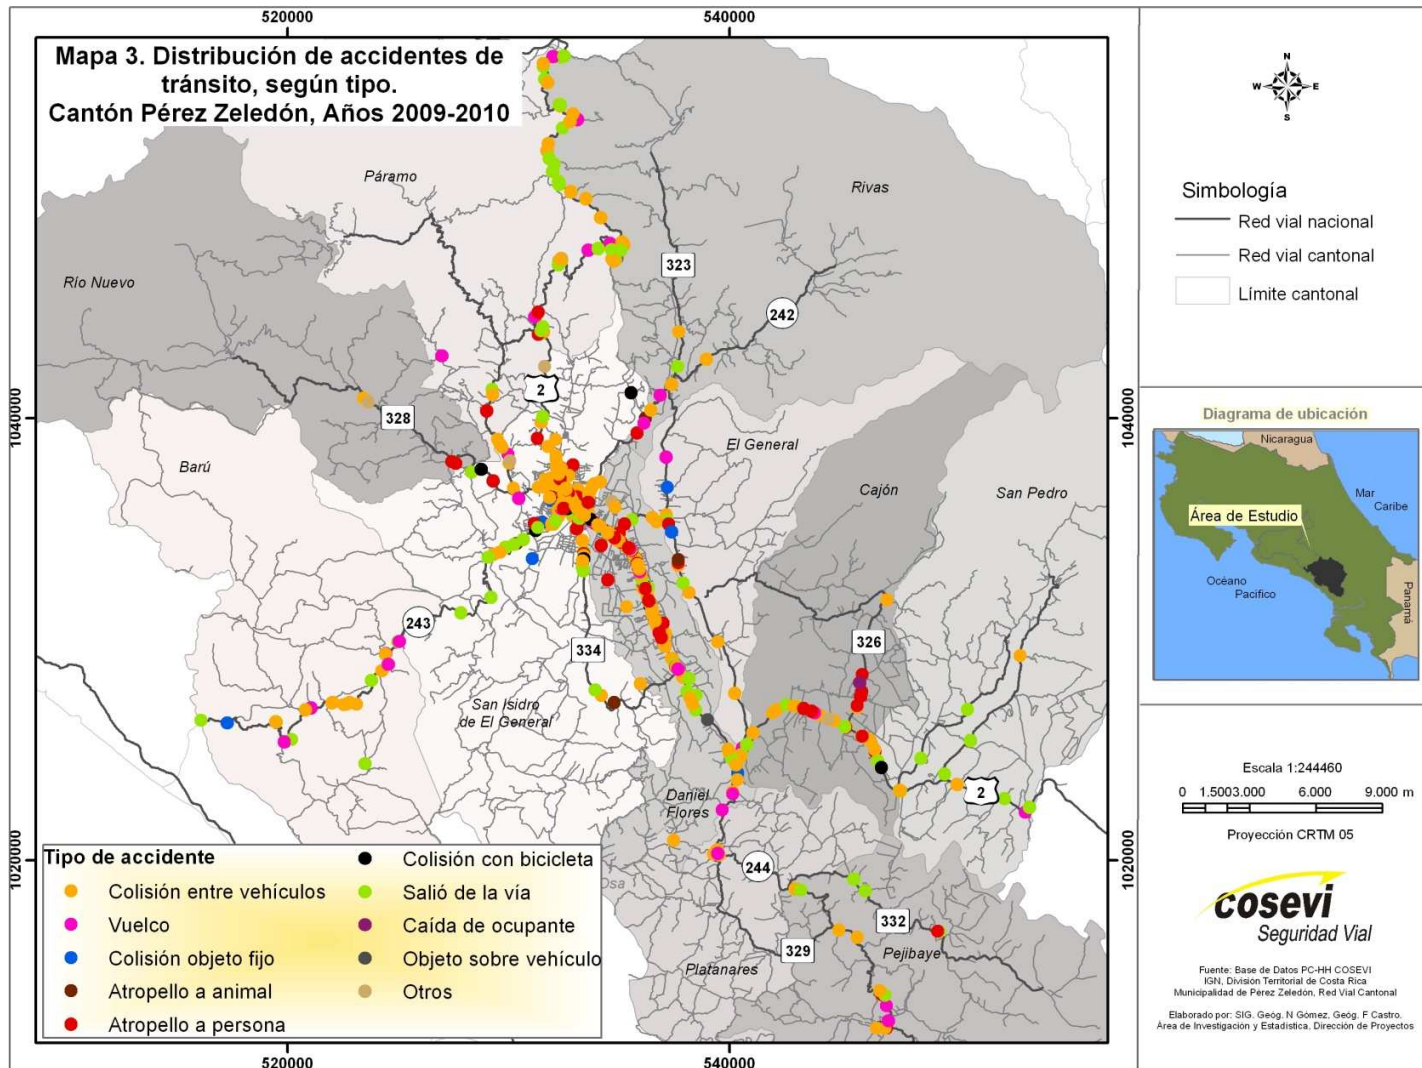 520000
540000
Mapa 3. Distribución de accidentes de
tránsito, según tipo.
Cantón Pérez Zeledón, Años 2009-2010
Páramo
Rivas
Río Nuevo
323
242
2
1040000
1040000
328
Barú
El General
Cajón
San Pedro
243
334
326
San Isidro
de El General
Daniel
Flores
2
1020000
1020000
244
Osa
332
329
Pejibaye
Platanares
Tipo de accidente
Colisión entre vehículos
Vuelco
Colisión objeto fijo
Atropello a animal
Atropello a persona
Colisión con bicicleta
Salió de la vía
Caída de ocupante
Objeto sobre vehículo
Otros
520000
540000
N
W E
S
Simbología
Red vial nacional
Red vial cantonal
Límite cantonal
Diagrama de ubicación
Nicaragua
Mar
Caribe
Área de Estudio
Océano
Pacifico
Panamá
Escala 1:244460
0 1.500 3.000 6.000 9.000 m
Proyección CRTM 05
cosevi
Seguridad Vial
Fuente: Base de Datos PC-HH COSEVI
IGN, División Territorial de Costa Rica
Municipalidad de Pérez Zeledón, Red Vial Cantonal
Elaborado por: SIG. Geóg. N Gómez, Geóg. F Castro.
Área de Investigación y Estadística, Dirección de Proyectos